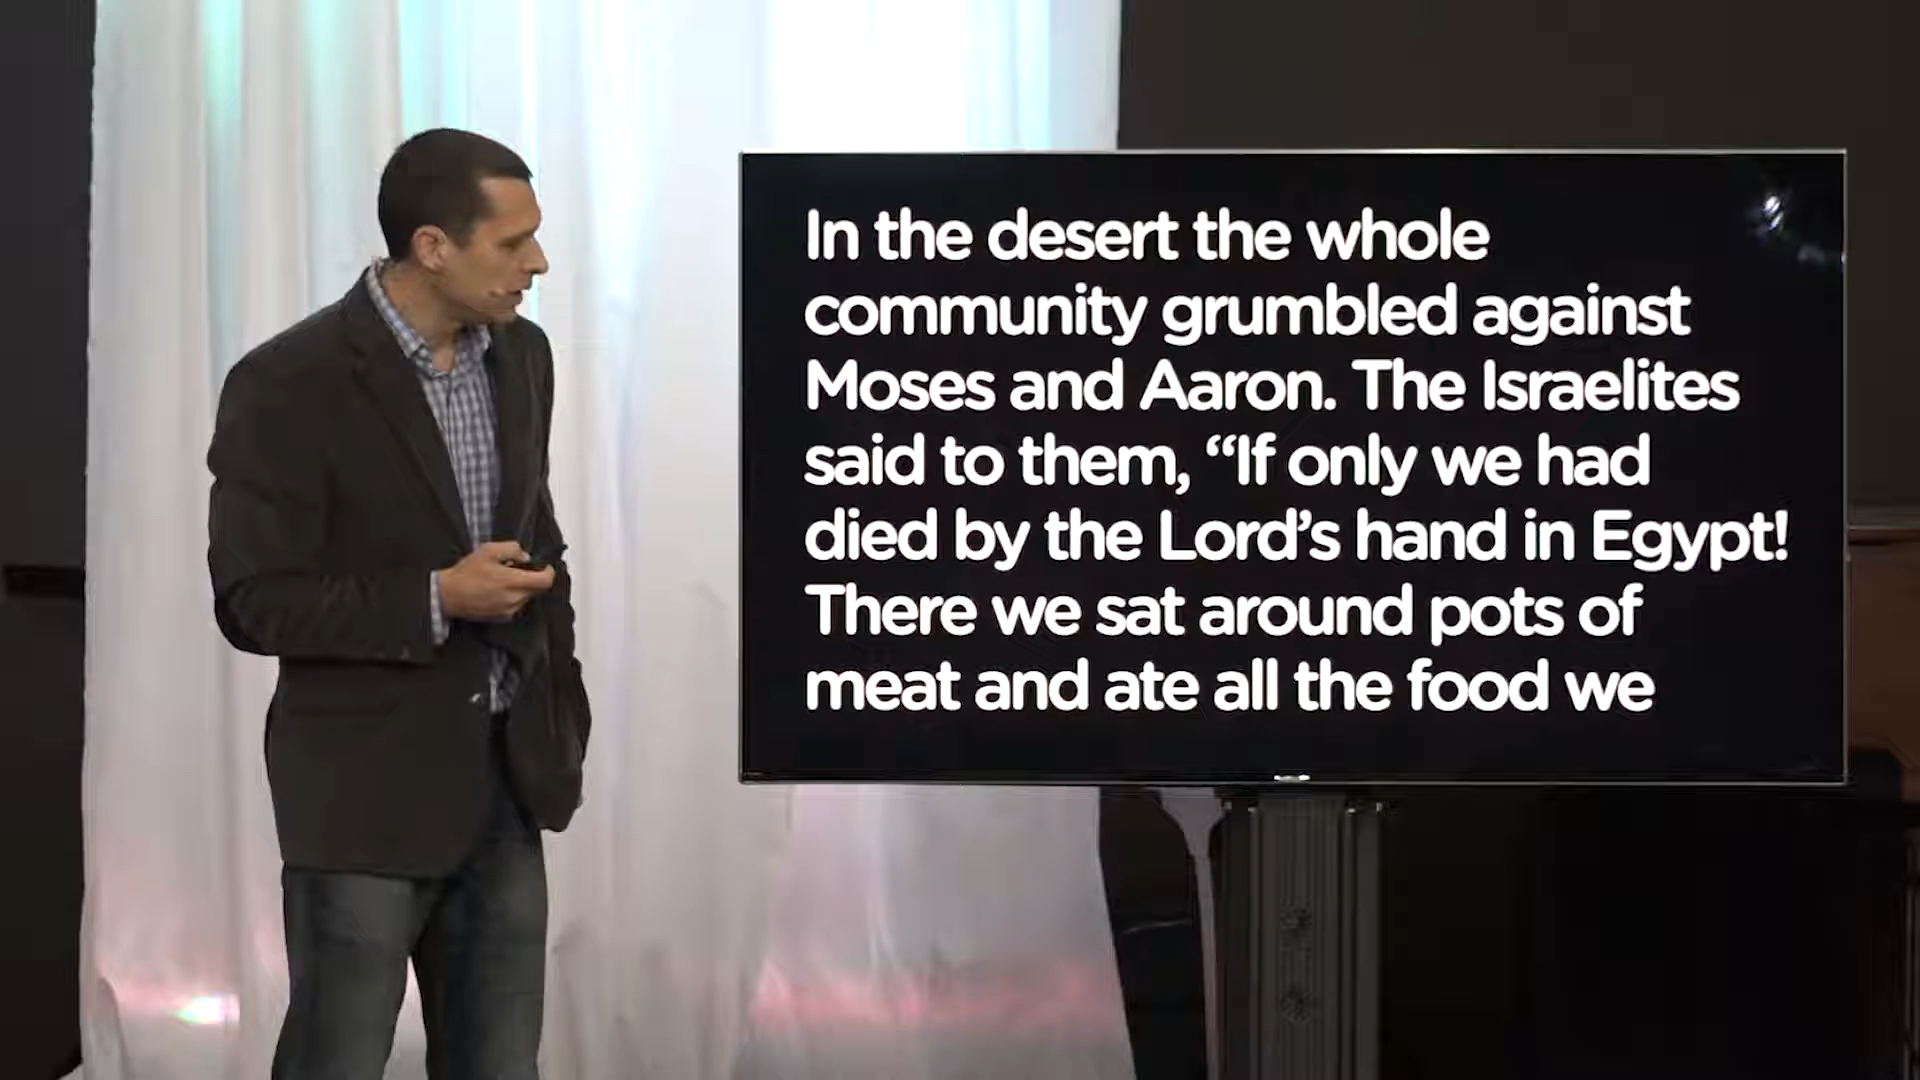 In the desert the whole
community grumbled against
Moses and Aaron. The Israelites
said to them, “If only we had
died by the Lord’s hand in Egypt!
There we sat around pots of
meat and ate all the food we